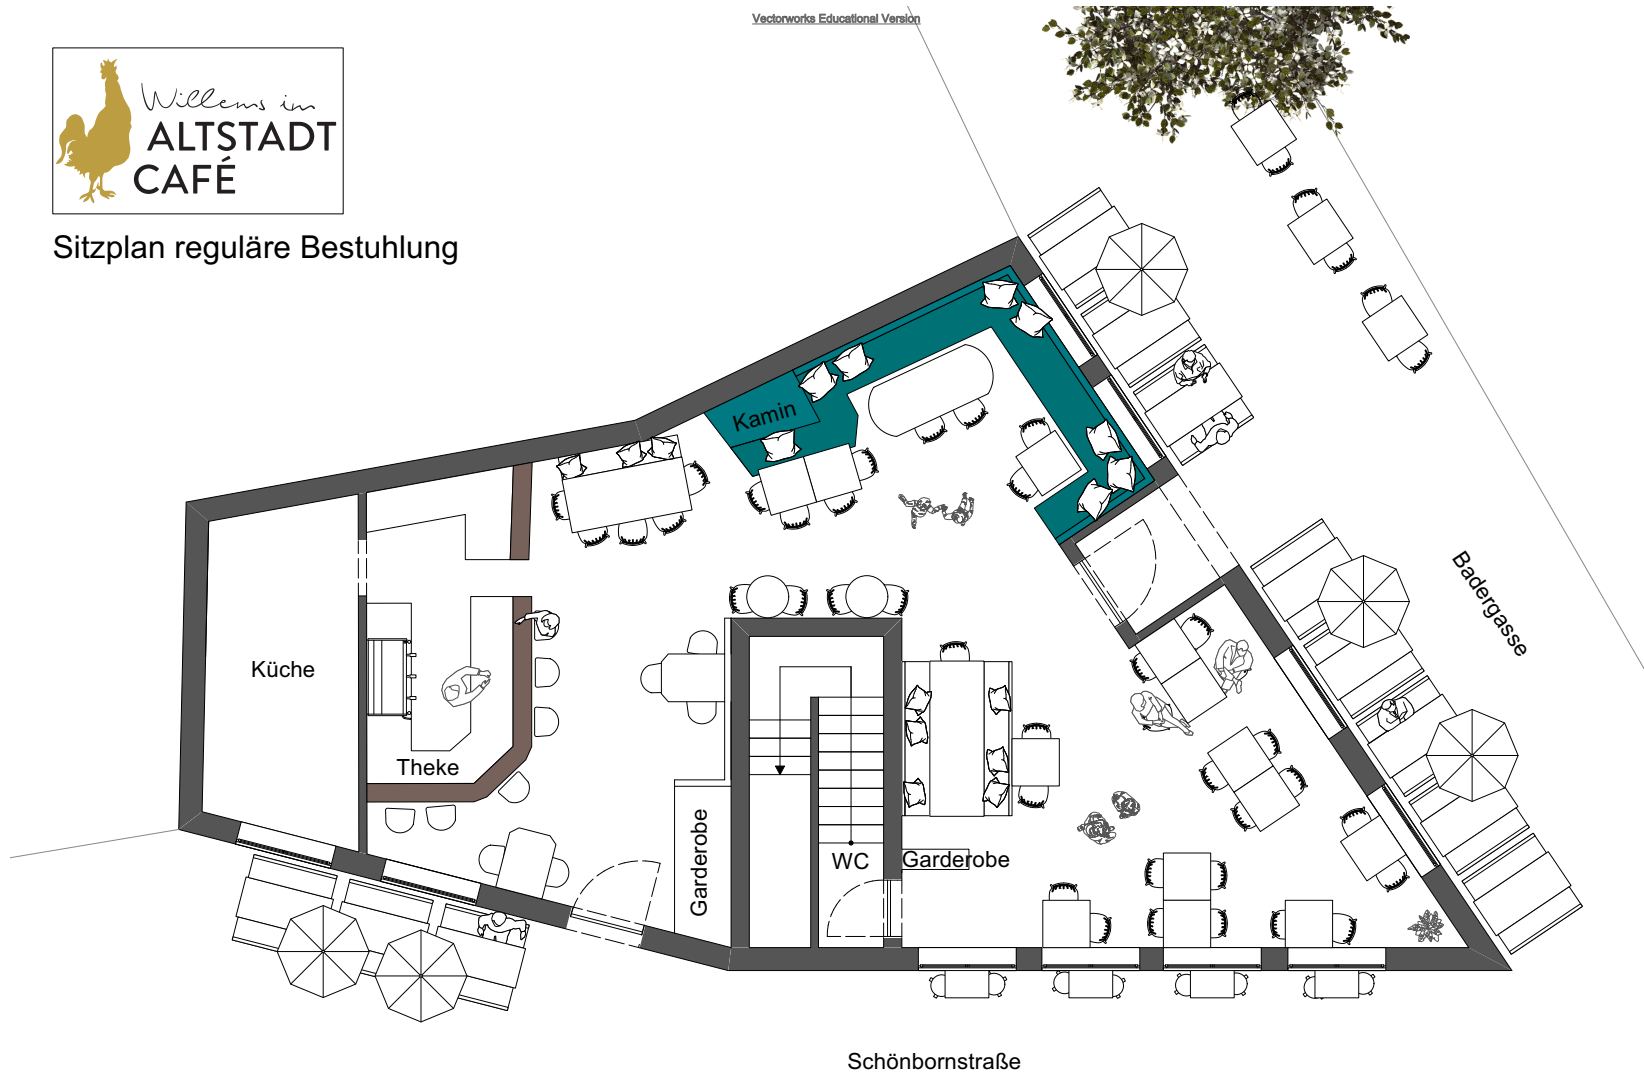 Vectorworks Educational Version
Willems im
ALTSTADT
CAFÉ
Sitzplan reguläre Bestuhlung
Kamin
Küche
Theke
Garderobe
WC
Garderobe
Badergasse
Schönbornstraße